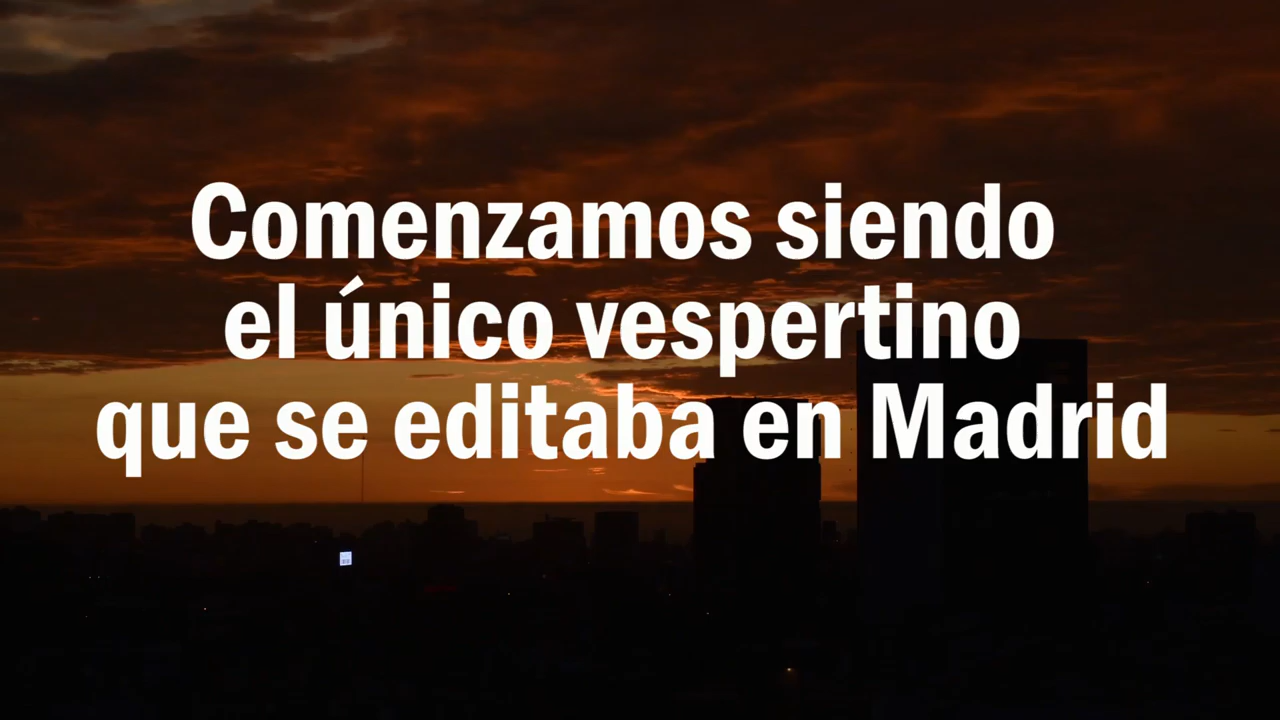 Comenzamos siendo
el único vespertino
que se editaba en Madrid